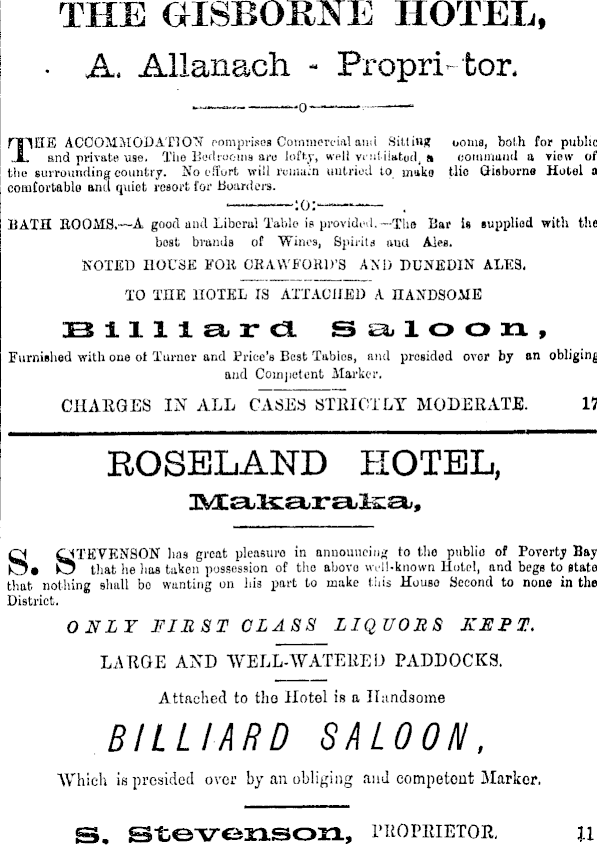 THE GISBORNE HOTEL,
A. Allanach - Proprietor.
THE ACCOMMODATION comprises Commercial and Sitting ooms, both for public
and private use. The Bedrooms are lofty, well ventilated, a command a view of
the surrounding country. No effort will remain untried to make the Gisborne Hotel a
comfortable and quiet resort for Boarders.
BATH ROOMS.—A good and Liberal Table is provided.—The Bar is supplied with the
best brands of Wines, Spirits and Ales.
NOTED HOUSE FOR CRAWFORD'S AND DUNEDIN ALES.
TO THE HOTEL IS ATTACHED A HANDSOME
Billiard Saloon,
Furnished with one of Turner and Price's Best Tables, and presided over by an obliging
and Competent Marker.
CHARGES IN ALL CASES STRICTLY MODERATE. 17
ROSELAND HOTEL,
Makaraka,
S. STEVENSON has great pleasure in announcing to the public of Poverty Bay
that he has taken possession of the above well-known Hotel, and begs to state
that nothing shall be wanting on his part to make this House Second to none in the
District.
ONLY FIRST CLASS LIQUORS KEPT.
LARGE AND WELL-WATERED PADDOCKS.
Attached to the Hotel is a Handsome
BILLIARD SALOON,
Which is presided over by an obliging and competent Marker.
S. Stevenson, PROPRIETOR. 11